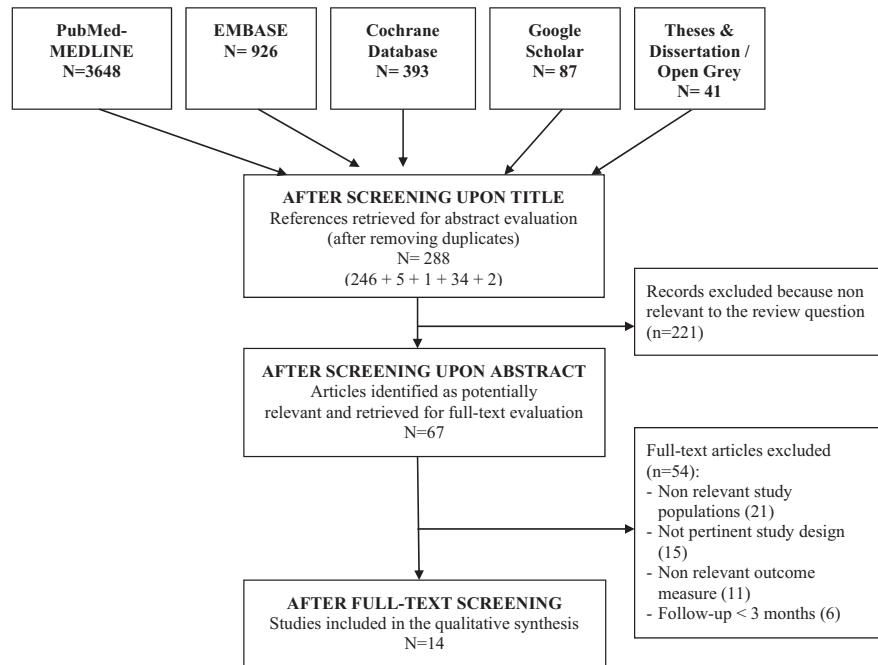 PubMed-
MEDLINE
N=3648
EMBASE
N= 926
Cochrane
Database
N= 393
Google
Scholar
N= 87
Theses &
Dissertation /
Open Grey
N= 41
AFTER SCREENING UPON TITLE
References retrieved for abstract evaluation
(after removing duplicates)
N= 288
(246 + 5 + 1 + 34 + 2)
Records excluded because non
relevant to the review question
(n=221)
AFTER SCREENING UPON ABSTRACT
Articles identified as potentially
relevant and retrieved for full-text evaluation
N=67
Full-text articles excluded
(n=54):
- Non relevant study
populations (21)
- Not pertinent study design
(15)
- Non relevant outcome
measure (11)
- Follow-up < 3 months (6)
AFTER FULL-TEXT SCREENING
Studies included in the qualitative synthesis
N=14